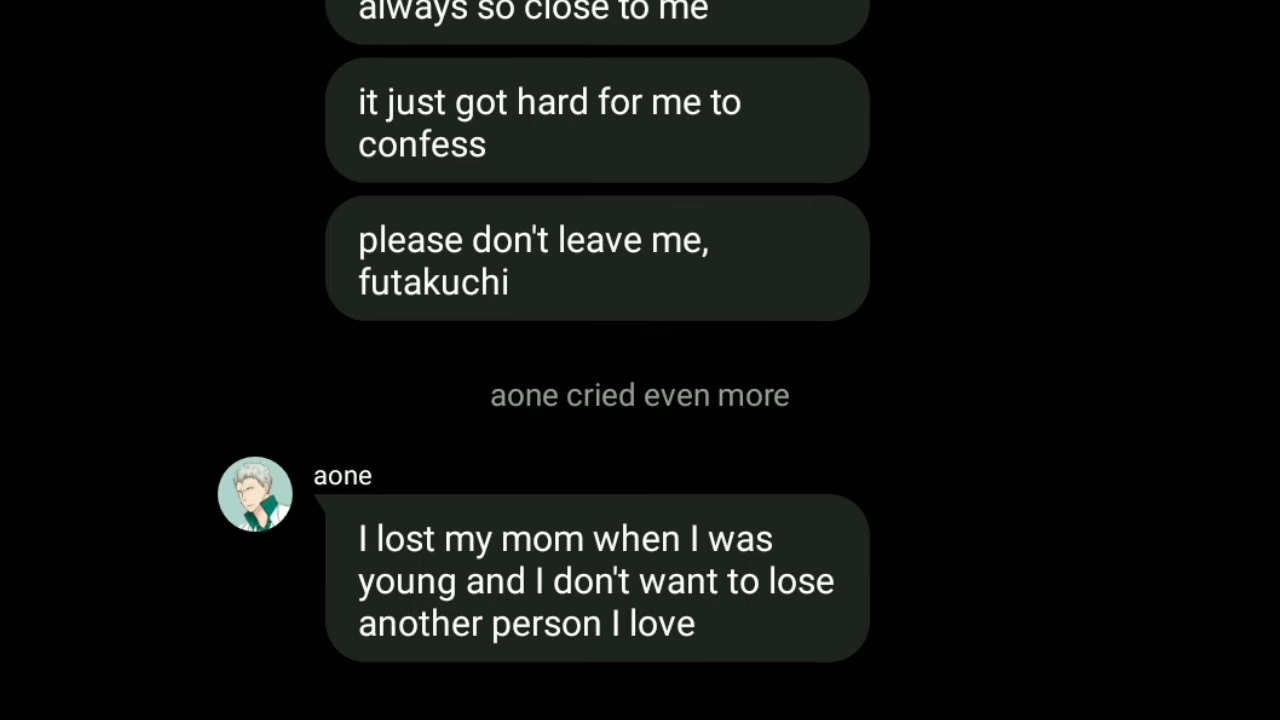 always so close to me
it just got hard for me to
confess
please don't leave me,
futakuchi
aone cried even more
aone
I lost my mom when I was
young and I don't want to lose
another person I love